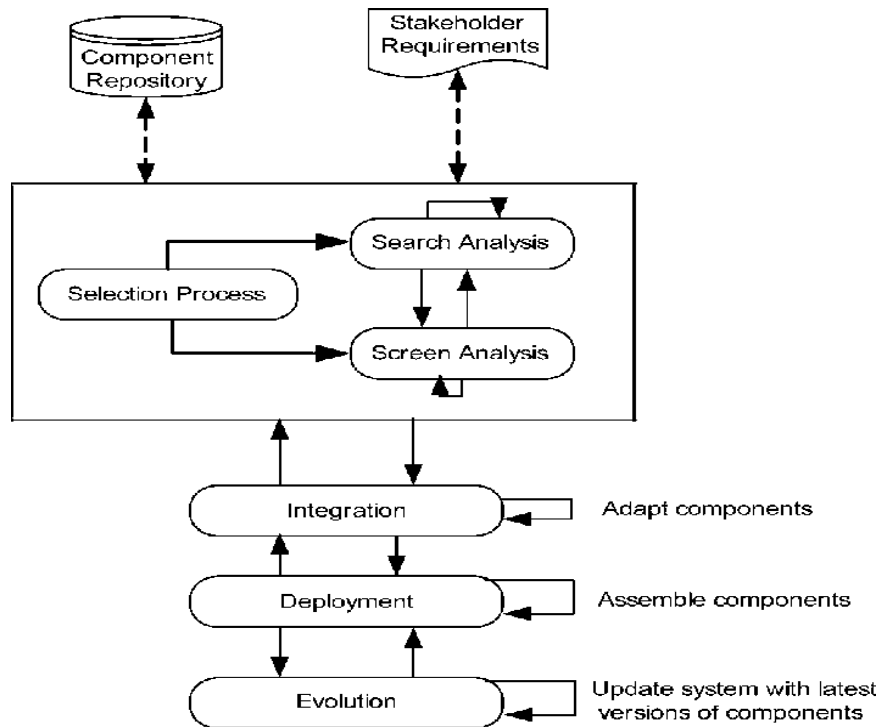 Component
Repository
Stakeholder
Requirements
Search Analysis
Selection Process
Screen Analysis
Integration
Adapt components
Deployment
Assemble components
Evolution
Update system with latest
versions of components